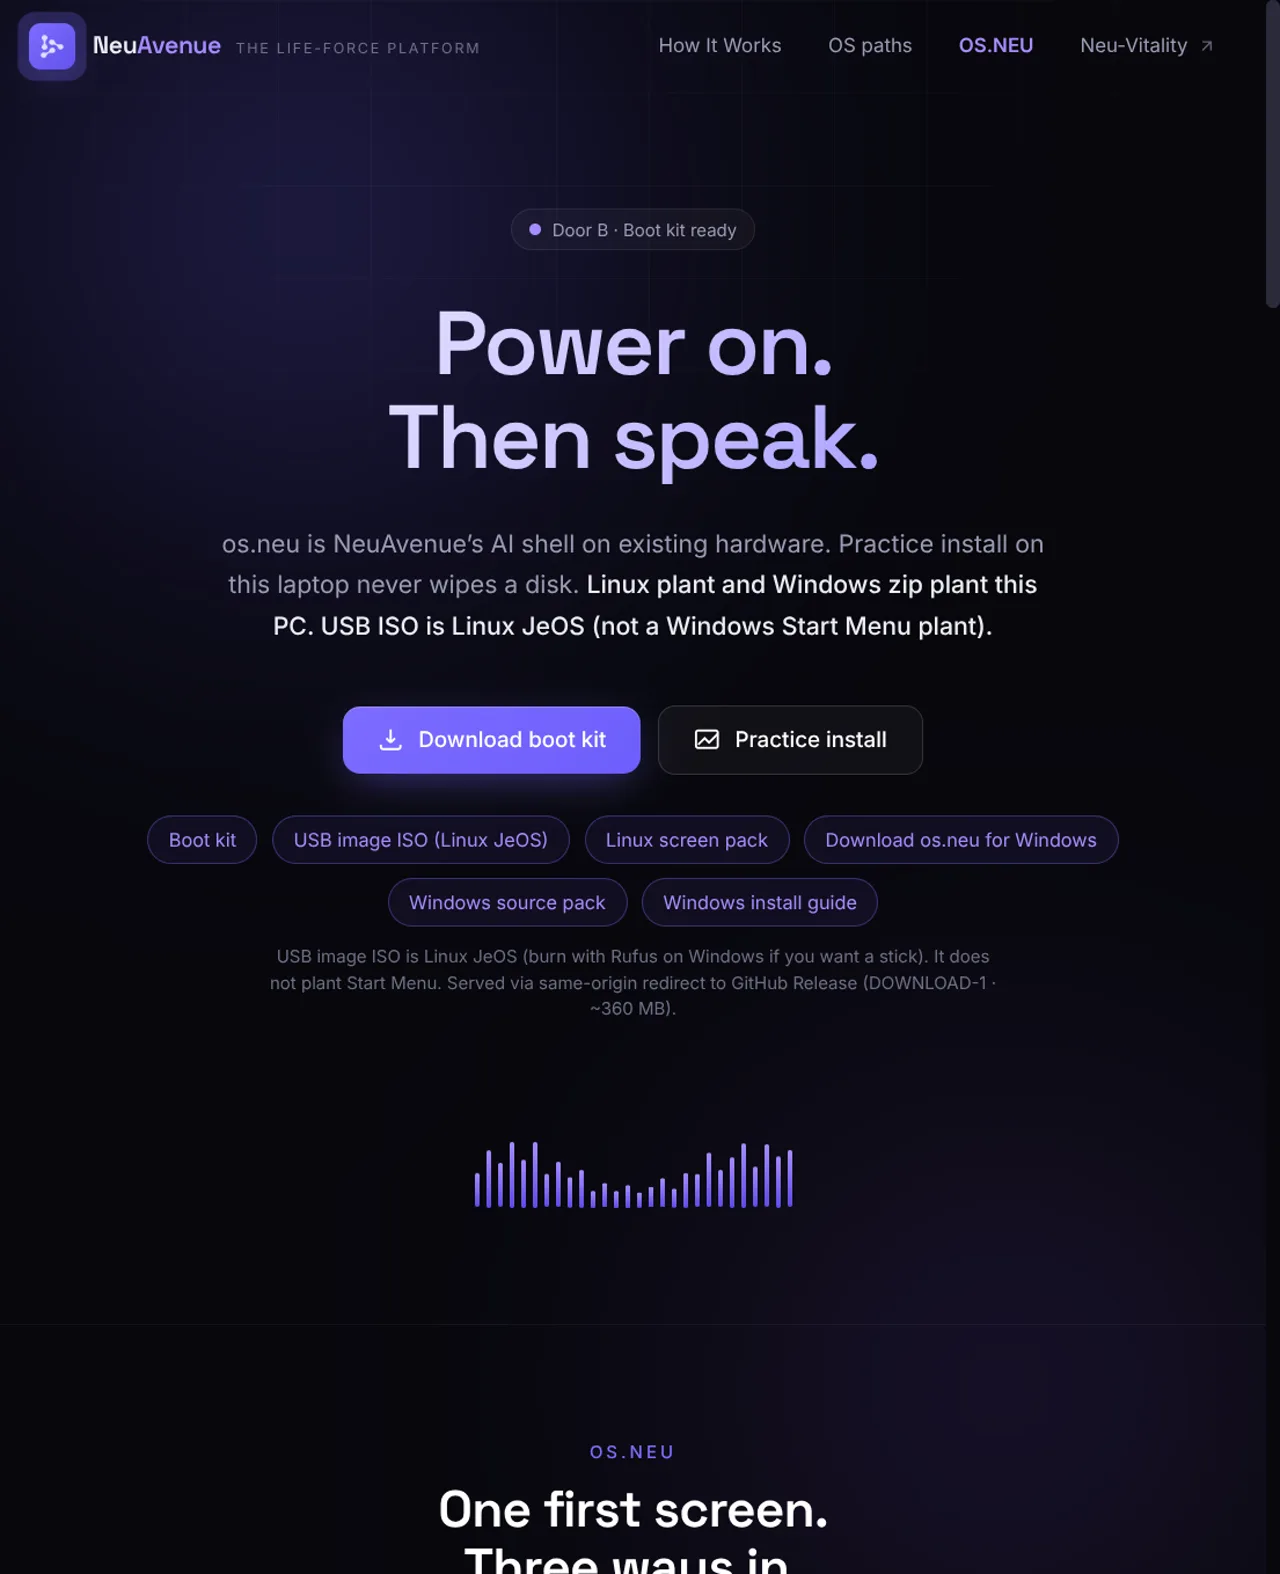 NeuAvenue THE LIFE-FORCE PLATFORM How It Works OS paths OS.NEU Neu-Vitality ↗
Door B · Boot kit ready
Power on.
Then speak.
os.neu is NeuAvenue’s AI shell on existing hardware. Practice install on
this laptop never wipes a disk. Linux plant and Windows zip plant this
PC. USB ISO is Linux JeOS (not a Windows Start Menu plant).
Download boot kit Practice install
Boot kit USB image ISO (Linux JeOS) Linux screen pack Download os.neu for Windows
Windows source pack Windows install guide
USB image ISO is Linux JeOS (burn with Rufus on Windows if you want a stick). It does
not plant Start Menu. Served via same-origin redirect to GitHub Release (DOWNLOAD-1 ·
~360 MB).
OS.NEU
One first screen.
Three ways in.